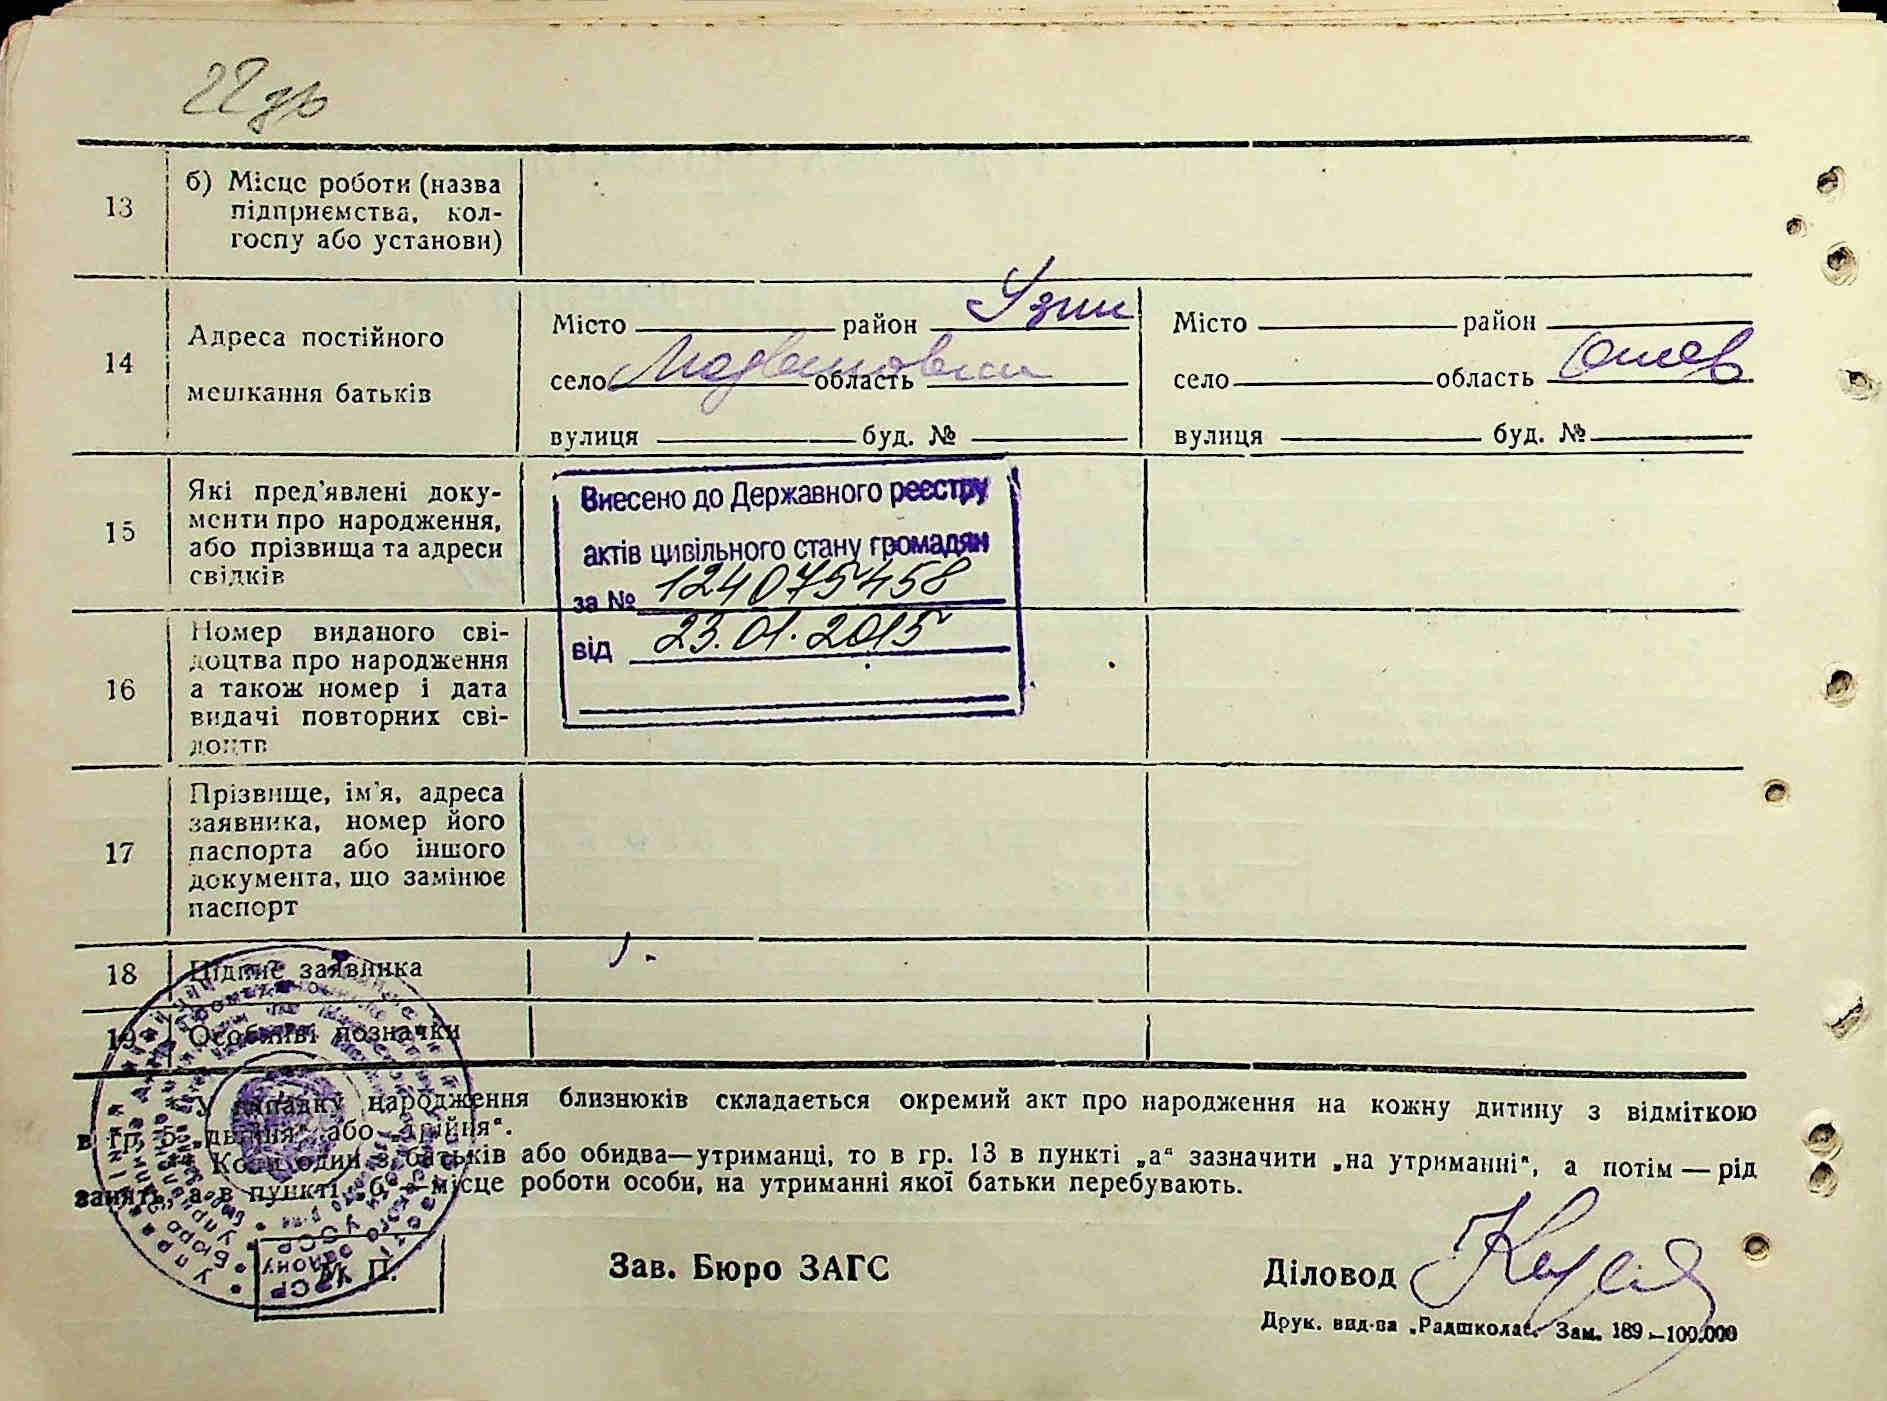 22
13
б) Місце роботи (назва
підприємства, кол-
госпу або установи)
14
Адреса постійного
мешкання батьків
Місто район Узин
село область
вулиця буд. №
Місто район
село область
вулиця буд. №
15
Які пред'явлені доку-
менти про народження,
або прізвища та адреси
свідків
Внесено до Державного реєстру
актів цивільного стану громадян
за № 124075458
від 23.01.2015
16
Номер виданого сві-
доцтва про народження
а також номер і дата
видачі повторних сві-
доцтв
17
Прізвище, ім'я, адреса
заявника, номер його
паспорта або іншого
документа, що замінює
паспорт
18
Підпис заявника
19
Особливі позначки
У випадку народження близнюків складається окремий акт про народження на кожну дитину з відміткою
в гр. 6 „двійня" або „трійня".
Коли один з батьків або обидва—утриманці, то в гр. 13 в пункті „а" зазначити „на утриманні", а потім — рід
занять, а в пункті „б" місце роботи особи, на утриманні якої батьки перебувають.
М. П.
Зав. Бюро ЗАГС
Діловод
Друк. вид-ва „Радшкола". Зам. 189 — 100.000